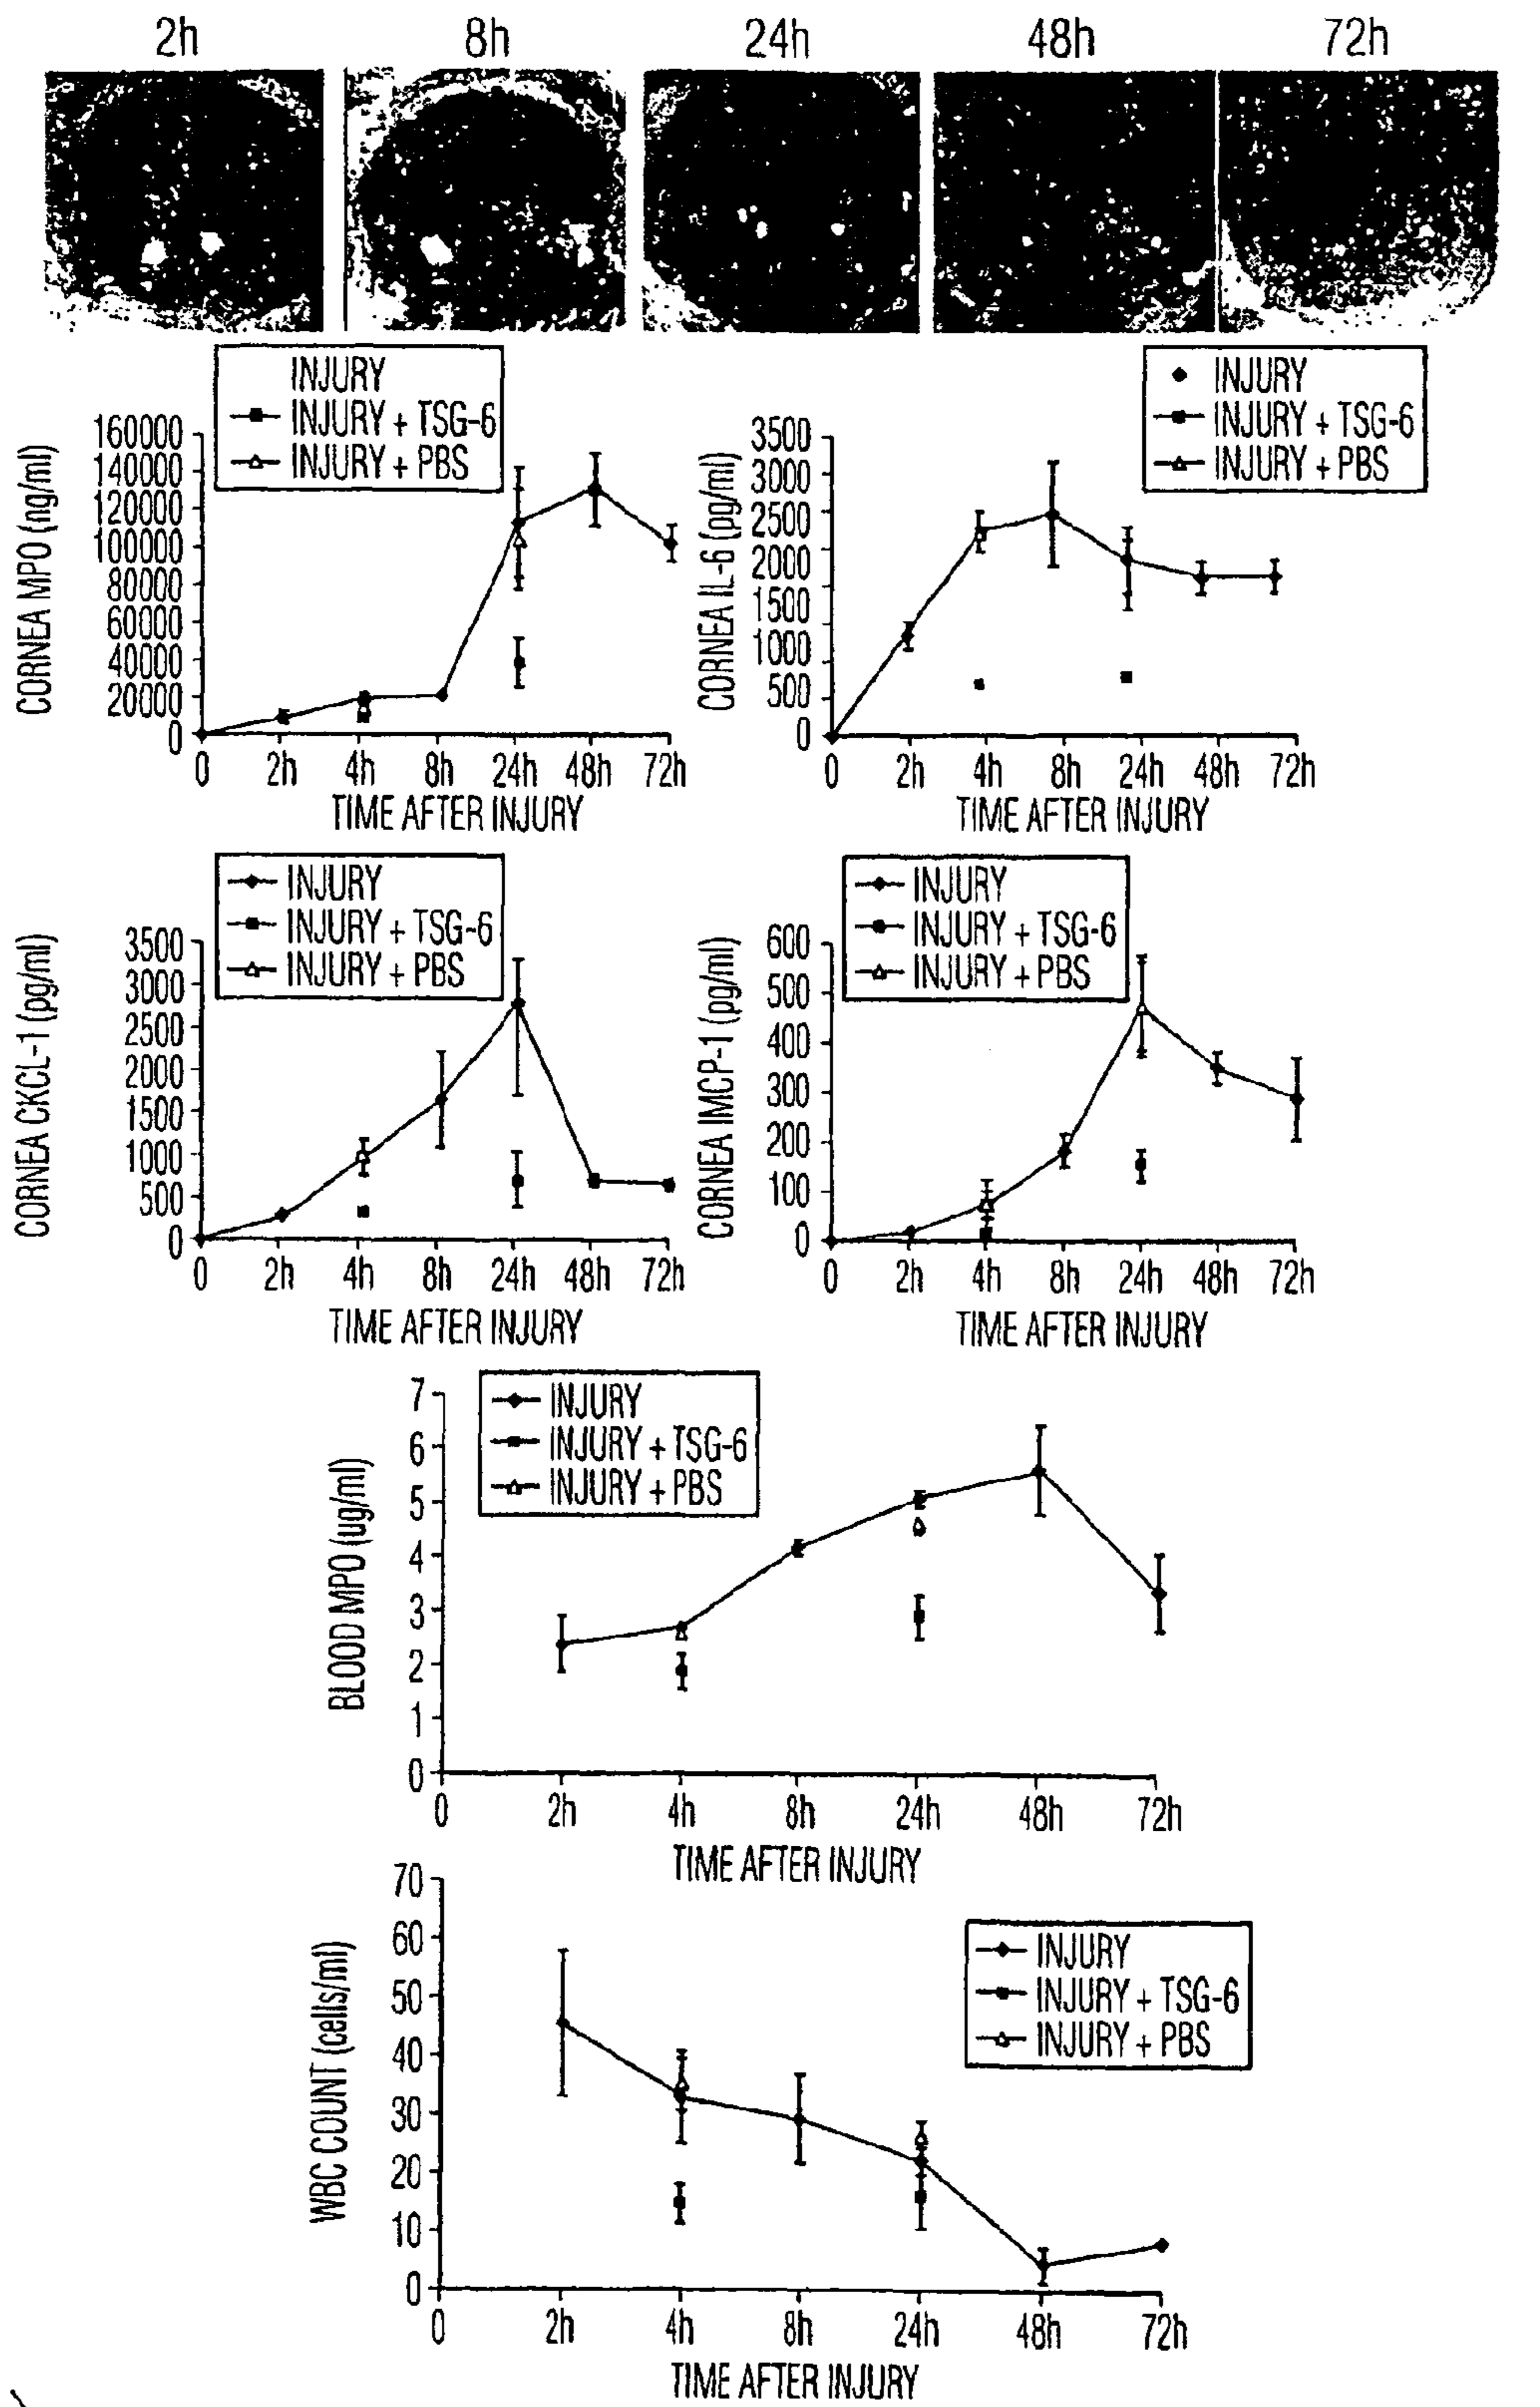 2h 8h 24h 48h 72h
INJURY
INJURY + TSG-6
INJURY + PBS
CORNEA MPO (ng/ml)
160000
140000
120000
100000
80000
60000
40000
20000
0
0 2h 4h 8h 24h 48h 72h
TIME AFTER INJURY
INJURY
INJURY + TSG-6
INJURY + PBS
CORNEA IL-6 (pg/ml)
3500
3000
2500
2000
1500
1000
500
0
0 2h 4h 8h 24h 48h 72h
TIME AFTER INJURY
INJURY
INJURY + TSG-6
INJURY + PBS
CORNEA CKCL-1 (pg/ml)
3500
3000
2500
2000
1500
1000
500
0
0 2h 4h 8h 24h 48h 72h
TIME AFTER INJURY
INJURY
INJURY + TSG-6
INJURY + PBS
CORNEA IMCP-1 (pg/ml)
600
500
400
300
200
100
0
0 2h 4h 8h 24h 48h 72h
TIME AFTER INJURY
INJURY
INJURY + TSG-6
INJURY + PBS
BLOOD MPO (ug/ml)
7
6
5
4
3
2
1
0
0 2h 4h 8h 24h 48h 72h
TIME AFTER INJURY
INJURY
INJURY + TSG-6
INJURY + PBS
WBC COUNT (cells/ml)
70
60
50
40
30
20
10
0
0 2h 4h 8h 24h 48h 72h
TIME AFTER INJURY